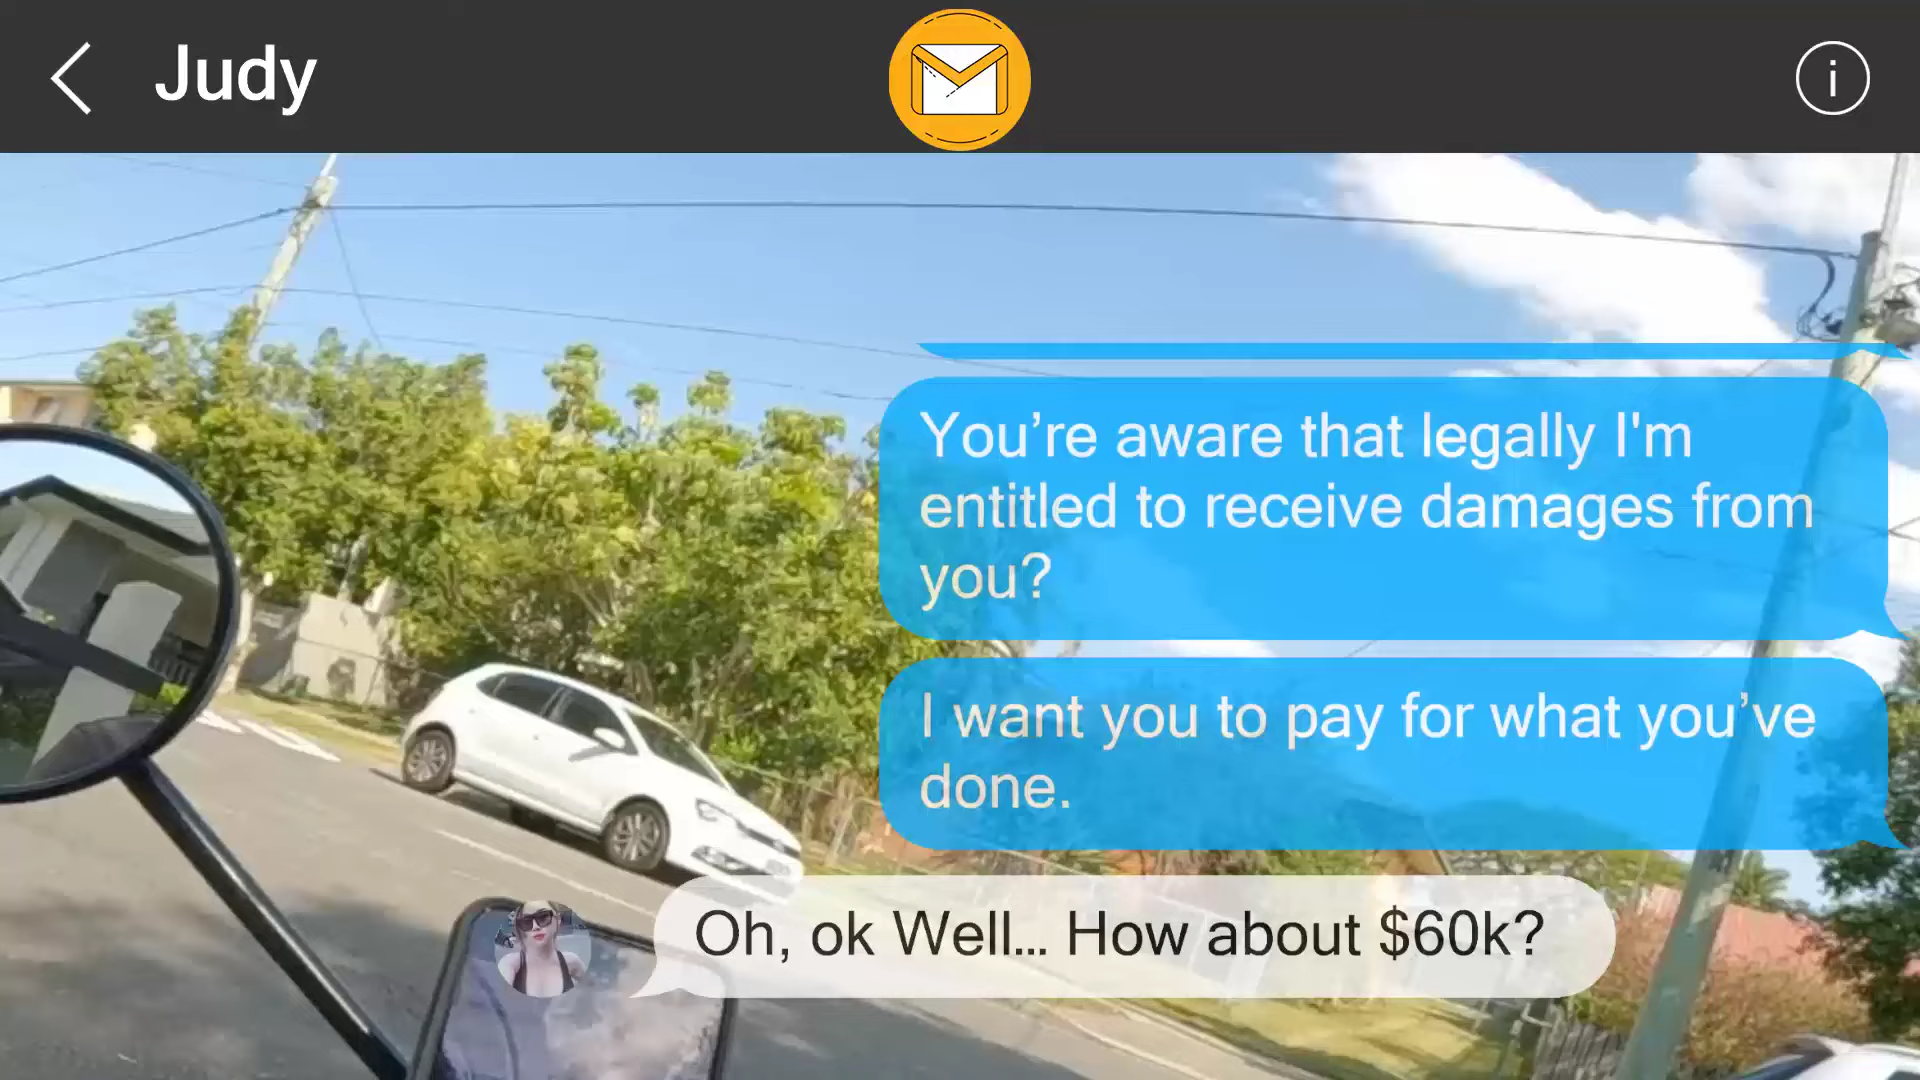 Judy
i
You’re aware that legally I'm
entitled to receive damages from
you?
I want you to pay for what you’ve
done.
Oh, ok Well... How about $60k?